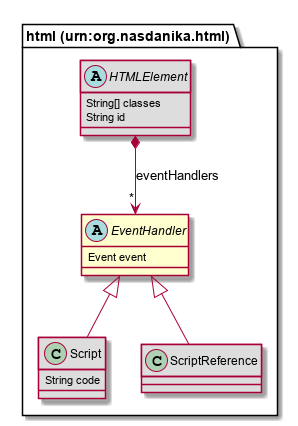 html (urn:org.nasdanika.html)
A HTMLElement
String[] classes
String id
eventHandlers
*
A EventHandler
Event event
C Script
String code
C ScriptReference